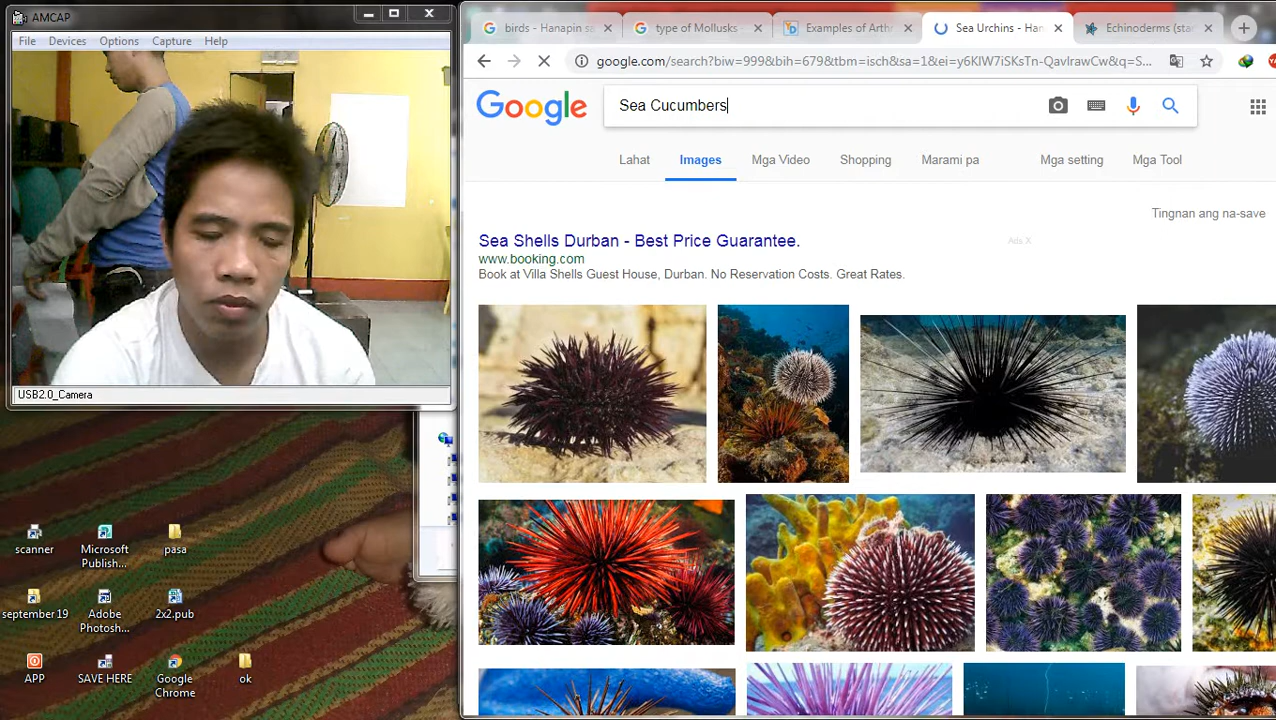 AMCAP
File Devices Options Capture Help
USB2.0_Camera
scanner
Microsoft Publish...
pasa
september 19
Adobe Photosh...
2x2.pub
APP
SAVE HERE
Google Chrome
ok
birds - Hanapin sa
type of Mollusks -
Examples of Arthr
Sea Urchins - Han
Echinoderms (star
google.com/search?biw=999&bih=679&tbm=isch&sa=1&ei=yoKIW7iSKsTn-QavlrawCw&q=S...
Google
Sea Cucumbers
Lahat Images Mga Video Shopping Marami pa Mga setting Mga Tool
Tingnan ang na-save
Sea Shells Durban - Best Price Guarantee.
Ads X
www.booking.com
Book at Villa Shells Guest House, Durban. No Reservation Costs. Great Rates.